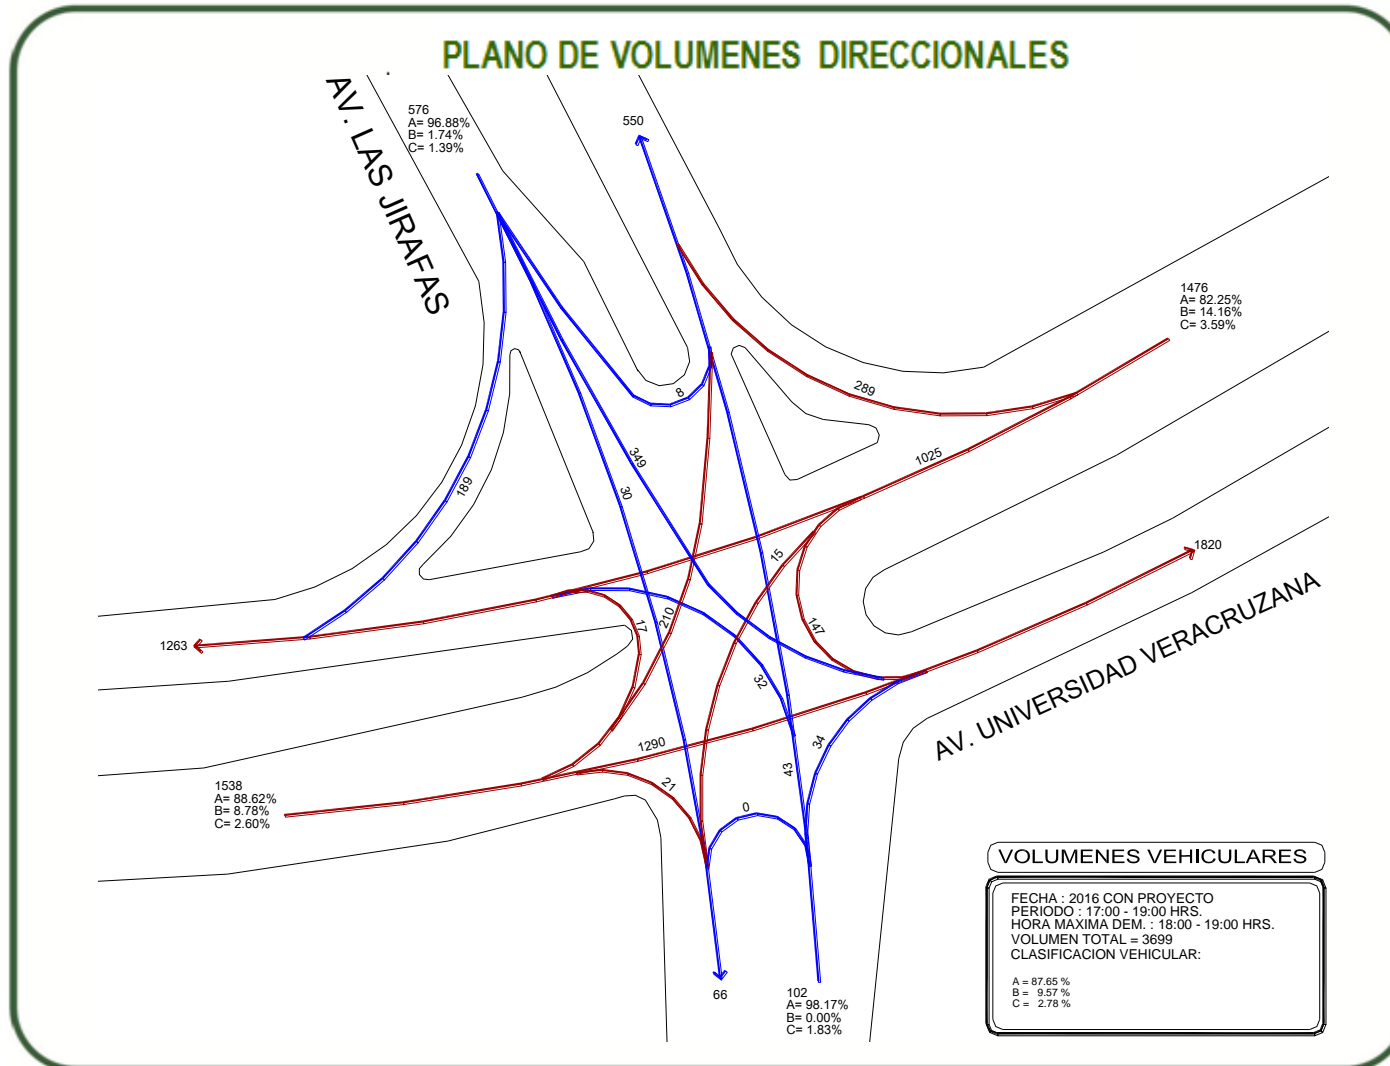 PLANO DE VOLUMENES DIRECCIONALES
AV. LAS JIRAFAS
576
A= 96.88%
B= 1.74%
C= 1.39%
550
1476
A= 82.25%
B= 14.16%
C= 3.59%
289
8
1025
349
30
189
15
1820
210
17
147
1263
32
AV. UNIVERSIDAD VERACRUZANA
34
1290
43
21
0
1538
A= 88.62%
B= 8.78%
C= 2.60%
66
102
A= 98.17%
B= 0.00%
C= 1.83%
VOLUMENES VEHICULARES
FECHA : 2016 CON PROYECTO
PERIODO : 17:00 - 19:00 HRS.
HORA MAXIMA DEM. : 18:00 - 19:00 HRS.
VOLUMEN TOTAL = 3699
CLASIFICACION VEHICULAR:
A = 87.65 %
B = 9.57 %
C = 2.78 %